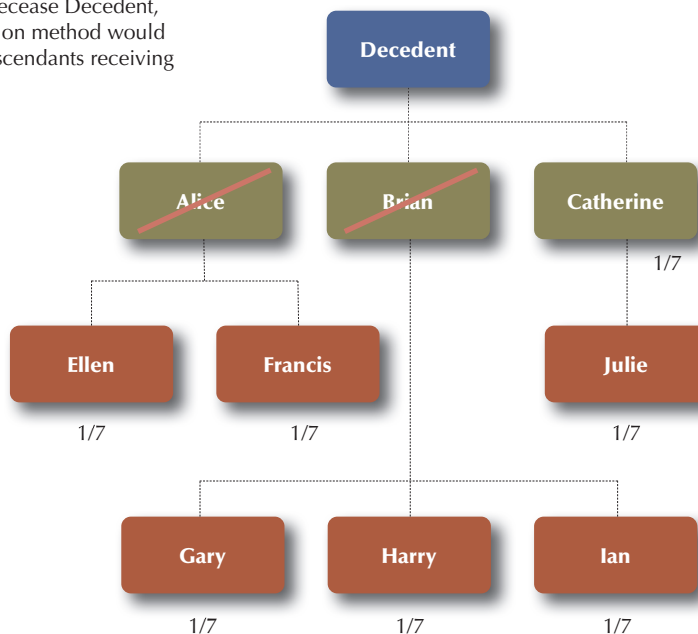 ecease Decedent,
on method would
scendants receiving
Decedent
Alice
Brian
Catherine
1/7
Ellen
Francis
Julie
1/7
1/7
1/7
Gary
Harry
Ian
1/7
1/7
1/7